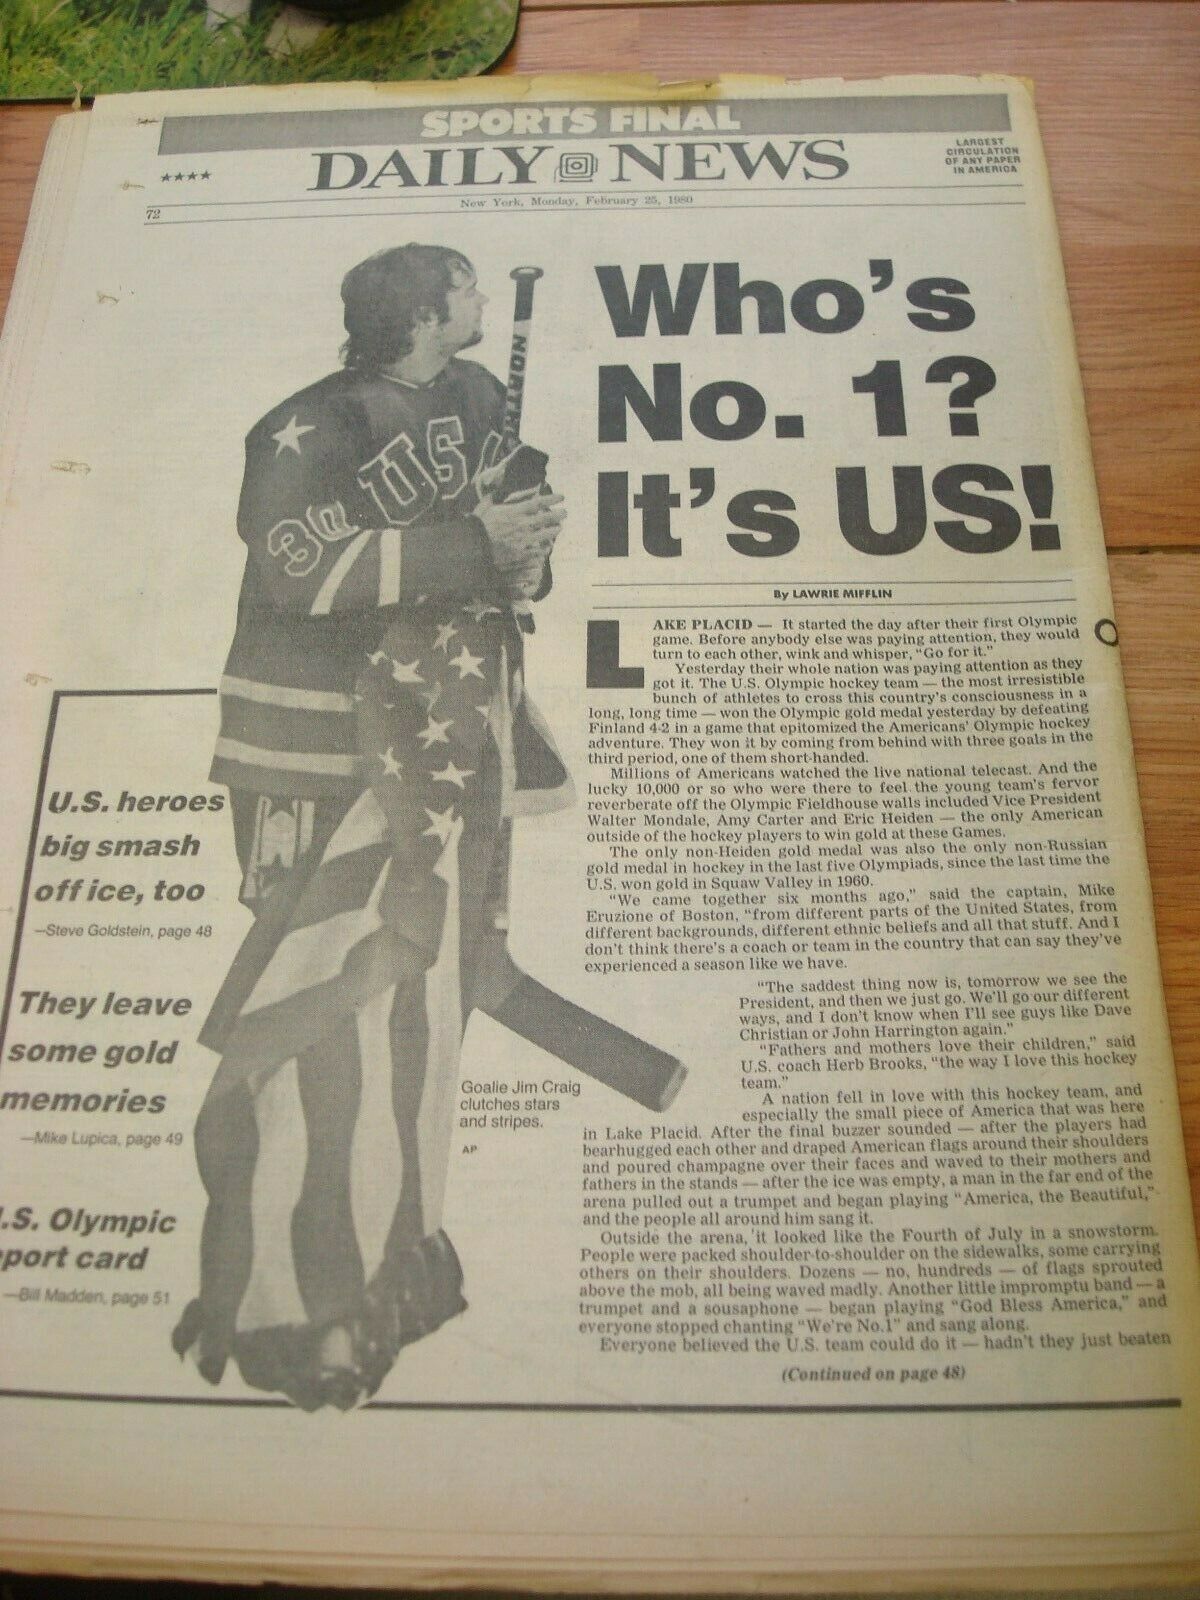 SPORTS FINAL
★★★★
DAILY NEWS
LARGEST
CIRCULATION
OF ANY PAPER
IN AMERICA
72
New York, Monday, February 25, 1980
Who's
No. 1?
It's US!
By LAWRIE MIFFLIN
LAKE PLACID — It started the day after their first Olympic
game. Before anybody else was paying attention, they would
turn to each other, wink and whisper, "Go for it."
Yesterday their whole nation was paying attention as they
got it. The U.S. Olympic hockey team — the most irresistible
bunch of athletes to cross this country's consciousness in a
long, long time — won the Olympic gold medal yesterday by defeating
Finland 4-2 in a game that epitomized the Americans' Olympic hockey
adventure. They won it by coming from behind with three goals in the
third period, one of them short-handed.
Millions of Americans watched the live national telecast. And the
lucky 10,000 or so who were there to feel the young team's fervor
reverberate off the Olympic Fieldhouse walls included Vice President
Walter Mondale, Amy Carter and Eric Heiden — the only American
outside of the hockey players to win gold at these Games.
The only non-Heiden gold medal was also the only non-Russian
gold medal in hockey in the last five Olympiads, since the last time the
U.S. won gold in Squaw Valley in 1960.
"We came together six months ago," said the captain, Mike
Eruzione of Boston, "from different parts of the United States, from
different backgrounds, different ethnic beliefs and all that stuff. And I
don't think there's a coach or team in the country that can say they've
experienced a season like we have.
"The saddest thing now is, tomorrow we see the
President, and then we just go. We'll go our different
ways, and I don't know when I'll see guys like Dave
Christian or John Harrington again."
"Fathers and mothers love their children," said
U.S. coach Herb Brooks, "the way I love this hockey
team."
A nation fell in love with this hockey team, and
especially the small piece of America that was here
in Lake Placid. After the final buzzer sounded — after the players had
bearhugged each other and draped American flags around their shoulders
and poured champagne over their faces and waved to their mothers and
fathers in the stands — after the ice was empty, a man in the far end of the
arena pulled out a trumpet and began playing "America, the Beautiful,"
and the people all around him sang it.
Outside the arena, it looked like the Fourth of July in a snowstorm.
People were packed shoulder-to-shoulder on the sidewalks, some carrying
others on their shoulders. Dozens — no, hundreds — of flags sprouted
above the mob, all being waved madly. Another little impromptu band — a
trumpet and a sousaphone — began playing "God Bless America," and
everyone stopped chanting "We're No.1" and sang along.
Everyone believed the U.S. team could do it — hadn't they just beaten
(Continued on page 48)
NORTH
USA
30
U.S. heroes
big smash
office, too
—Steve Goldstein, page 48
They leave
some gold
memories
—Mike Lupica, page 49
.S. Olympic
port card
—Bill Madden, page 51
Goalie Jim Craig
clutches stars
and stripes.
AP